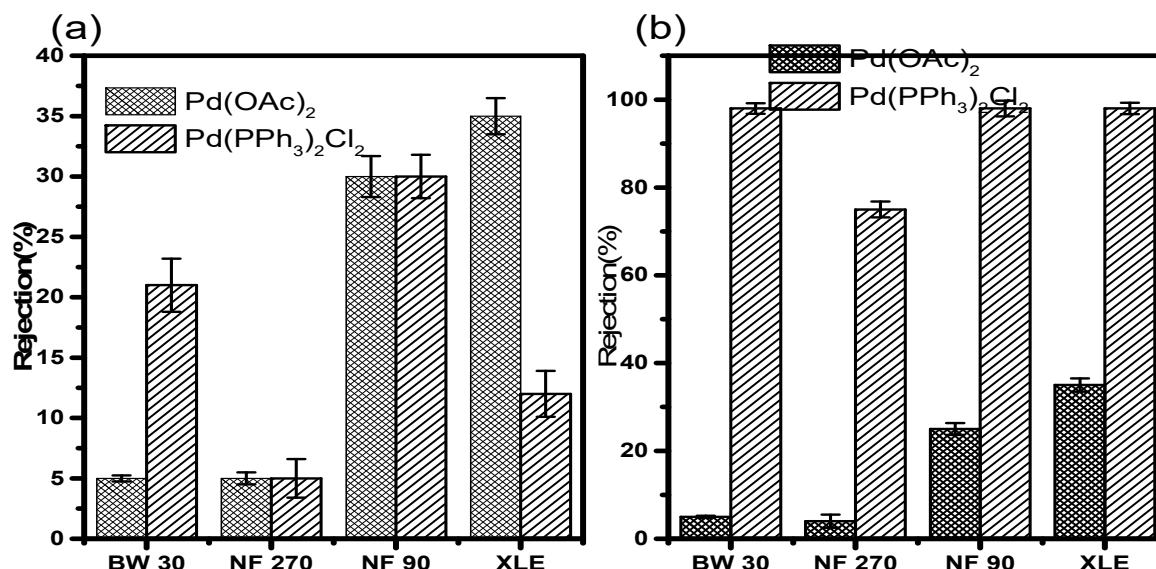 (a)
40
35
30
25
20
15
10
5
0
Rejection(%)
Pd(OAc)₂
Pd(PPh₃)₂Cl₂
BW 30 NF 270 NF 90 XLE
(b)
100
80
60
40
20
0
Rejection(%)
Pd(OAc)₂
Pd(PPh₃)₂Cl₂
BW 30 NF 270 NF 90 XLE